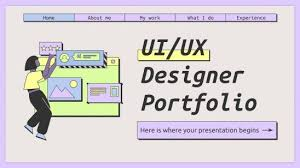 Home
About me
My work
What I do
Experience
UI/UX
Designer
Portfolio
Here is where your presentation begins